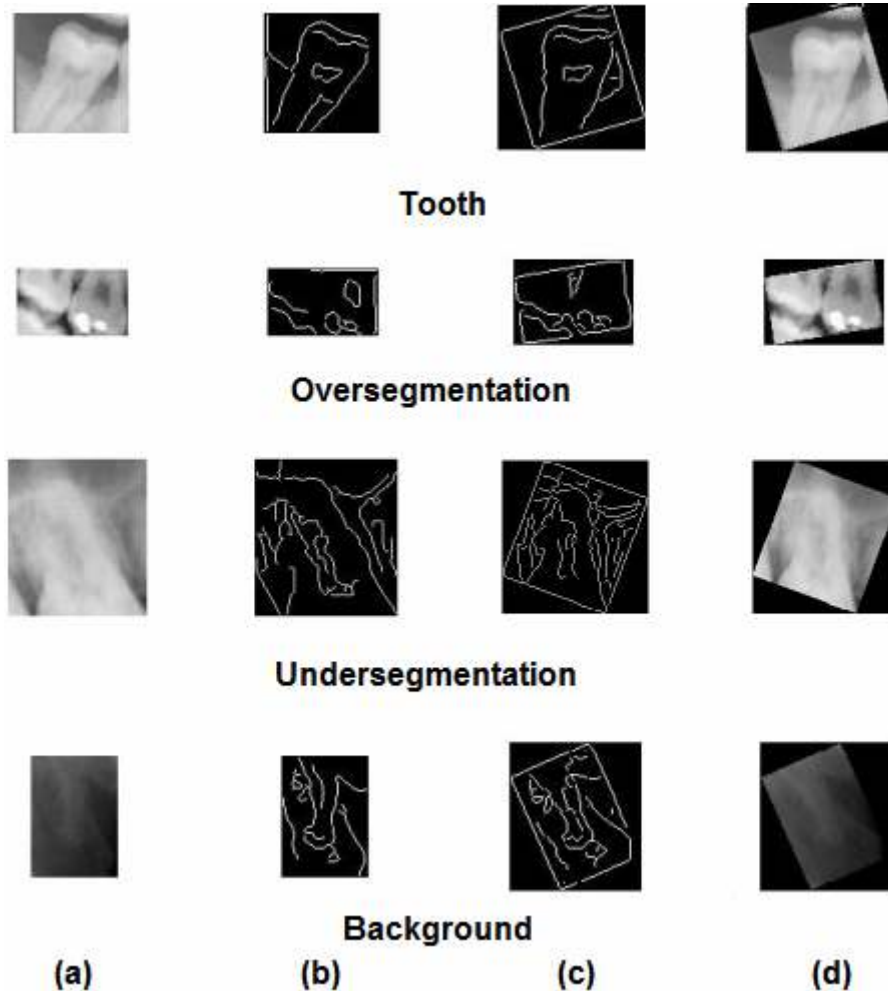 Tooth
Oversegmentation
Undersegmentation
Background
(a) (b) (c) (d)